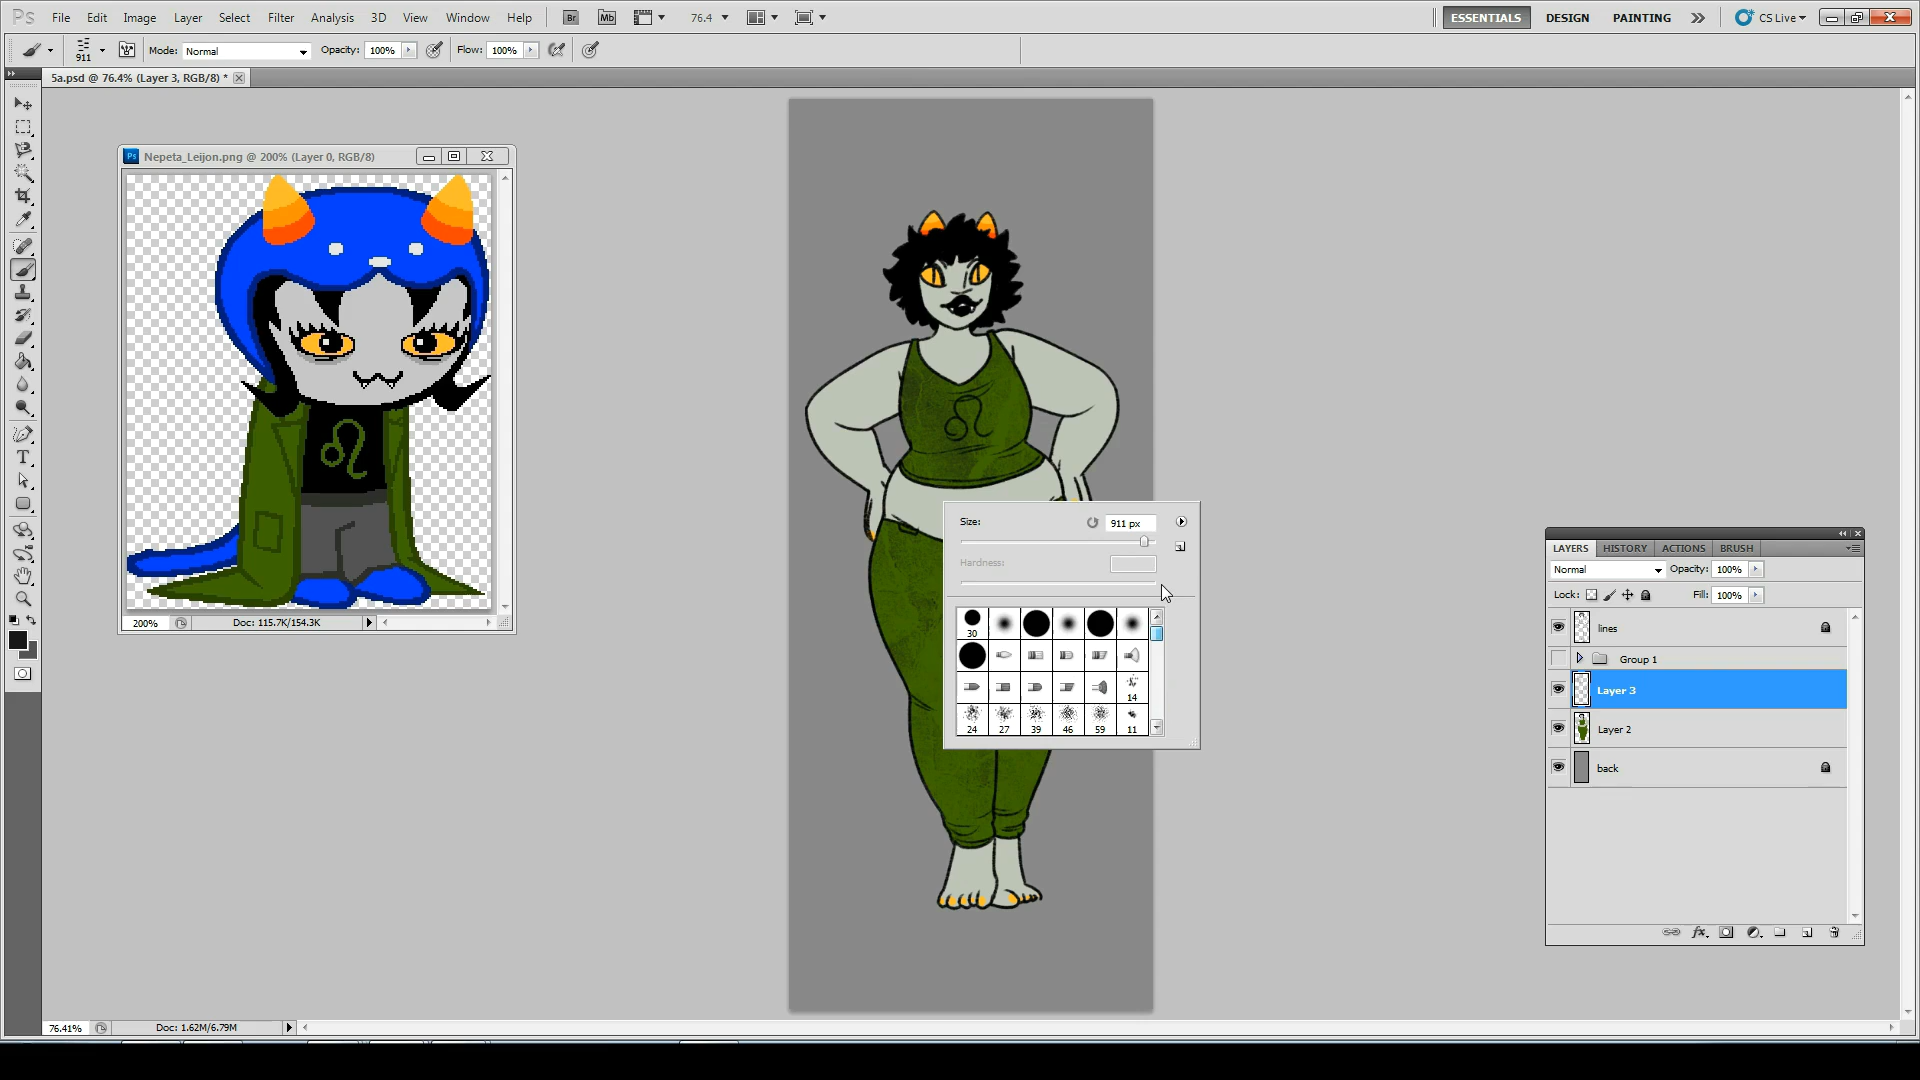 Ps File Edit Image Layer Select Filter Analysis 3D View Window Help Br Mb 76.4 ESSENTIALS DESIGN PAINTING CS Live
911 Mode: Normal Opacity: 100% Flow: 100%
5a.psd @ 76.4% (Layer 3, RGB/8) *
Ps Nepeta_Leijon.png @ 200% (Layer 0, RGB/8)
200% Doc: 115.7K/154.3K
Size: 911 px
Hardness:
30
14
24 27 39 46 59 11
LAYERS HISTORY ACTIONS BRUSH
Normal Opacity: 100%
Lock: Fill: 100%
lines
Group 1
Layer 3
Layer 2
back
T
76.41% Doc: 1.62M/6.79M